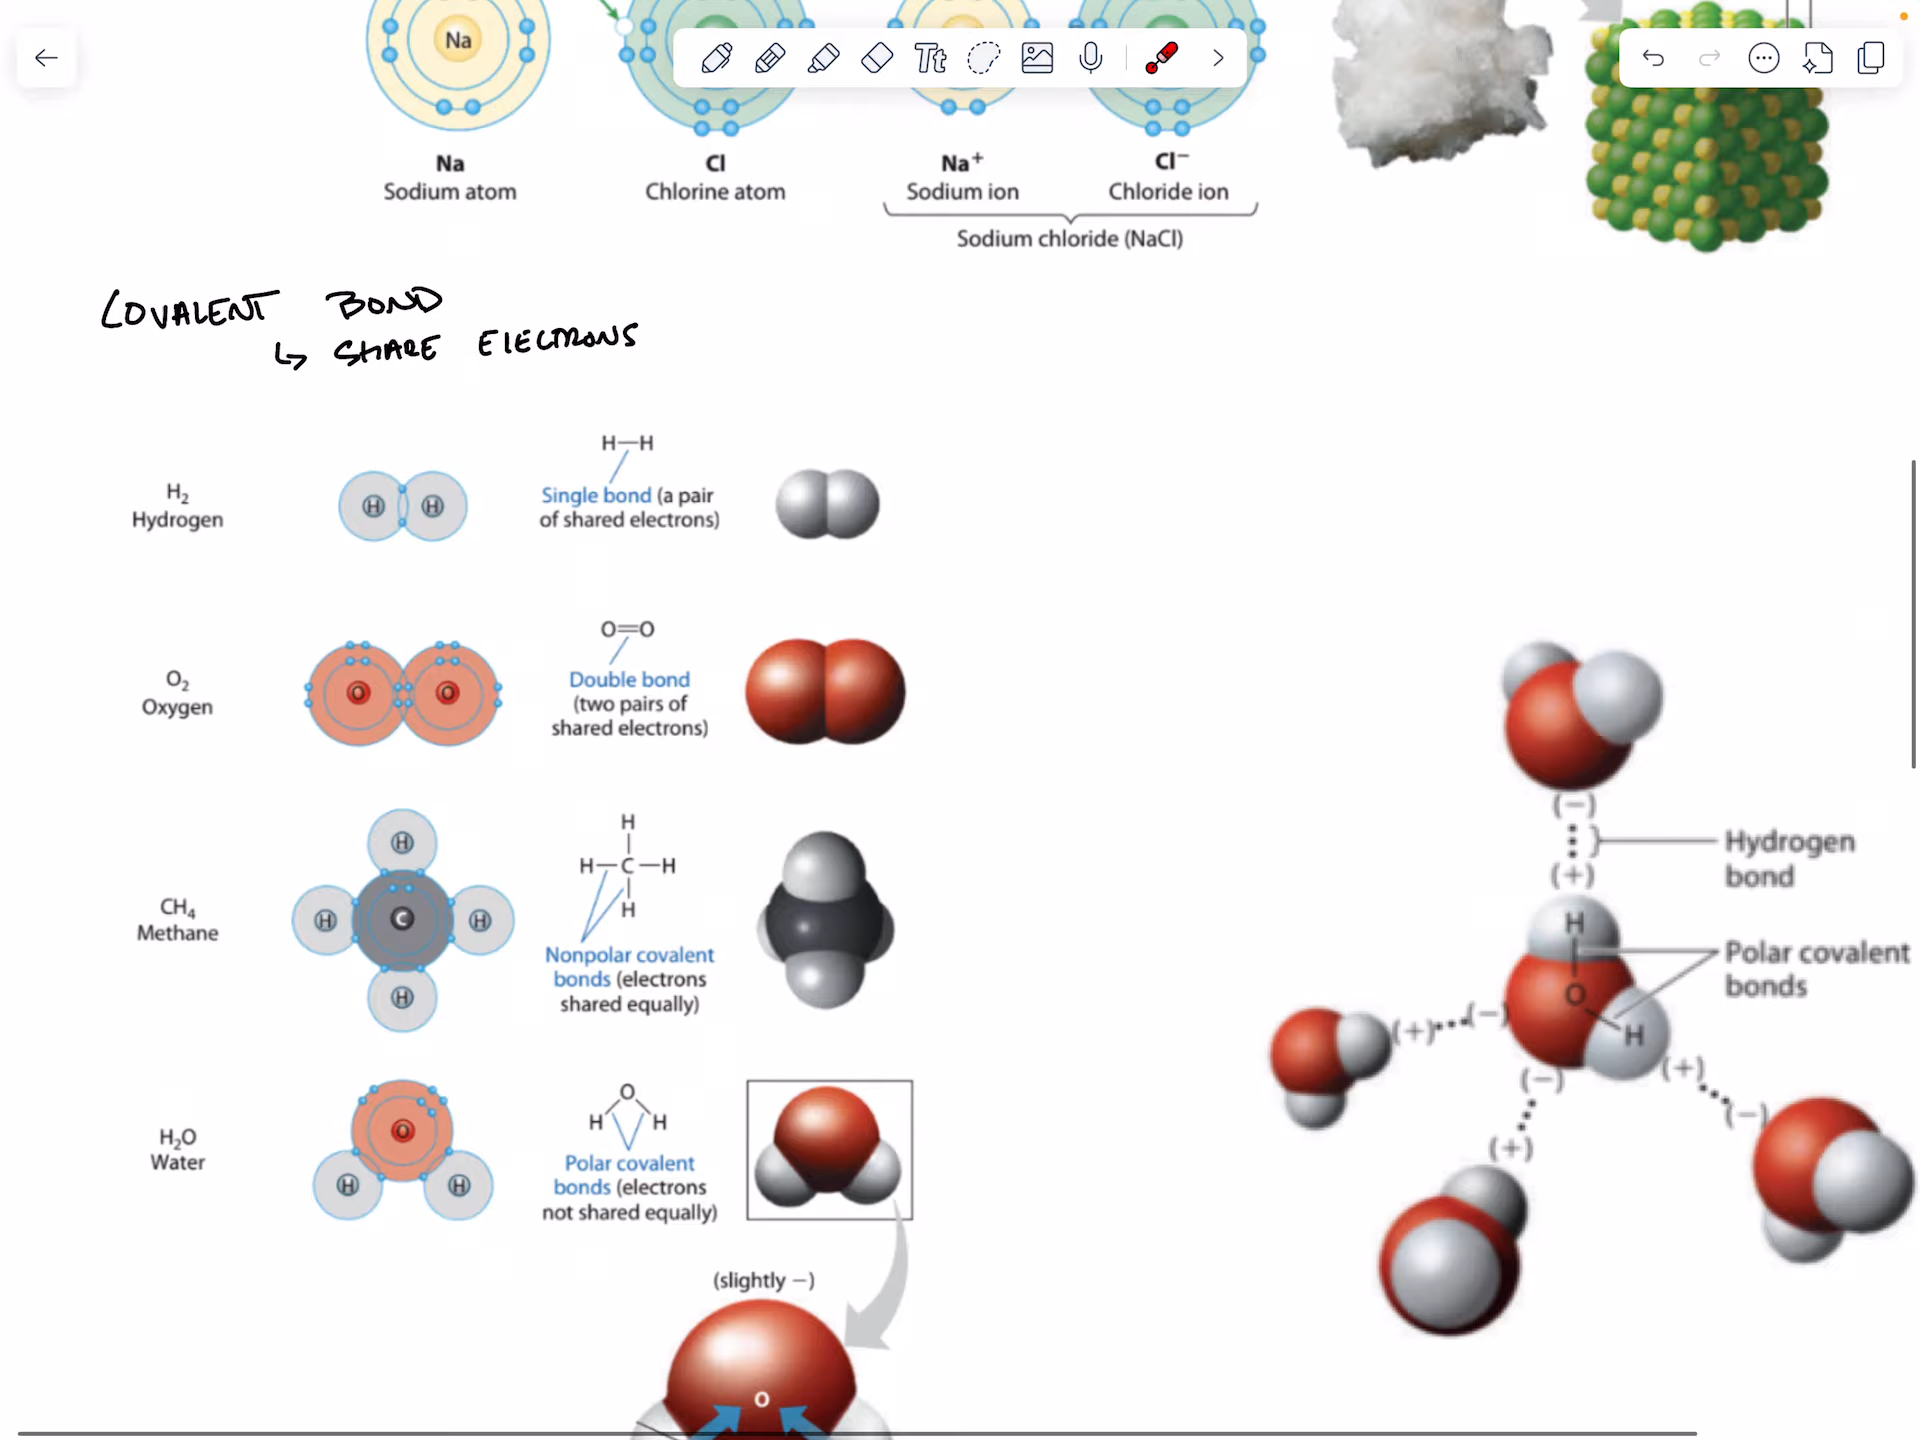 Na
Tt
Na
Sodium atom
Cl
Chlorine atom
Na⁺
Sodium ion
Cl⁻
Chloride ion
Sodium chloride (NaCl)
COVALENT BOND
↳ SHARE ELECTRONS
H₂
Hydrogen
H H
H—H
Single bond (a pair
of shared electrons)
O₂
Oxygen
O O
O=O
Double bond
(two pairs of
shared electrons)
CH₄
Methane
H
H C H
H
H
H—C—H
H
Nonpolar covalent
bonds (electrons
shared equally)
H₂O
Water
O
H H
O
H H
Polar covalent
bonds (electrons
not shared equally)
(slightly −)
O
(−)
Hydrogen
bond
(+)
H
Polar covalent
bonds
O
H
(+) (−)
(−)
(+)
(+)
(−)